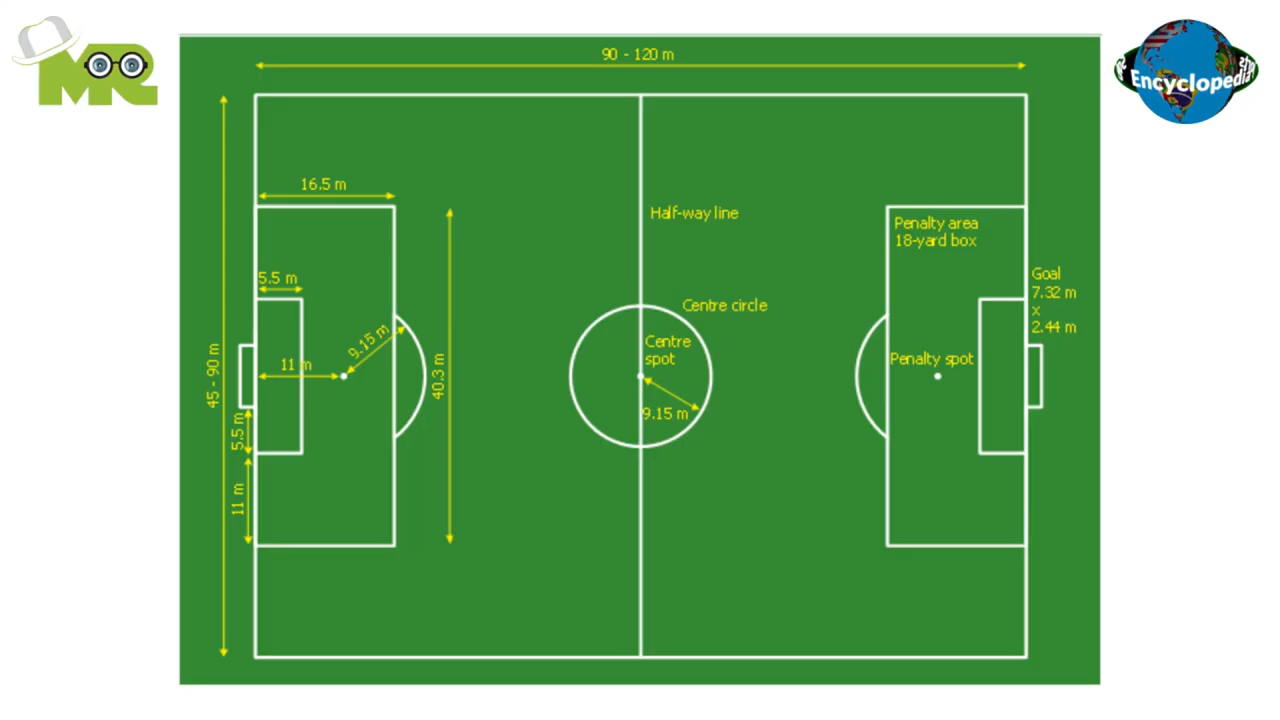 MR
Encyclopedia
90 - 120 m
16.5 m
Half-way line
Penalty area
18-yard box
5.5 m
Goal
7.32 m
x
2.44 m
Centre circle
9.15 m
Centre
spot
11 m
40.3 m
45 - 90 m
Penalty spot
9.15 m
5.5 m
11 m